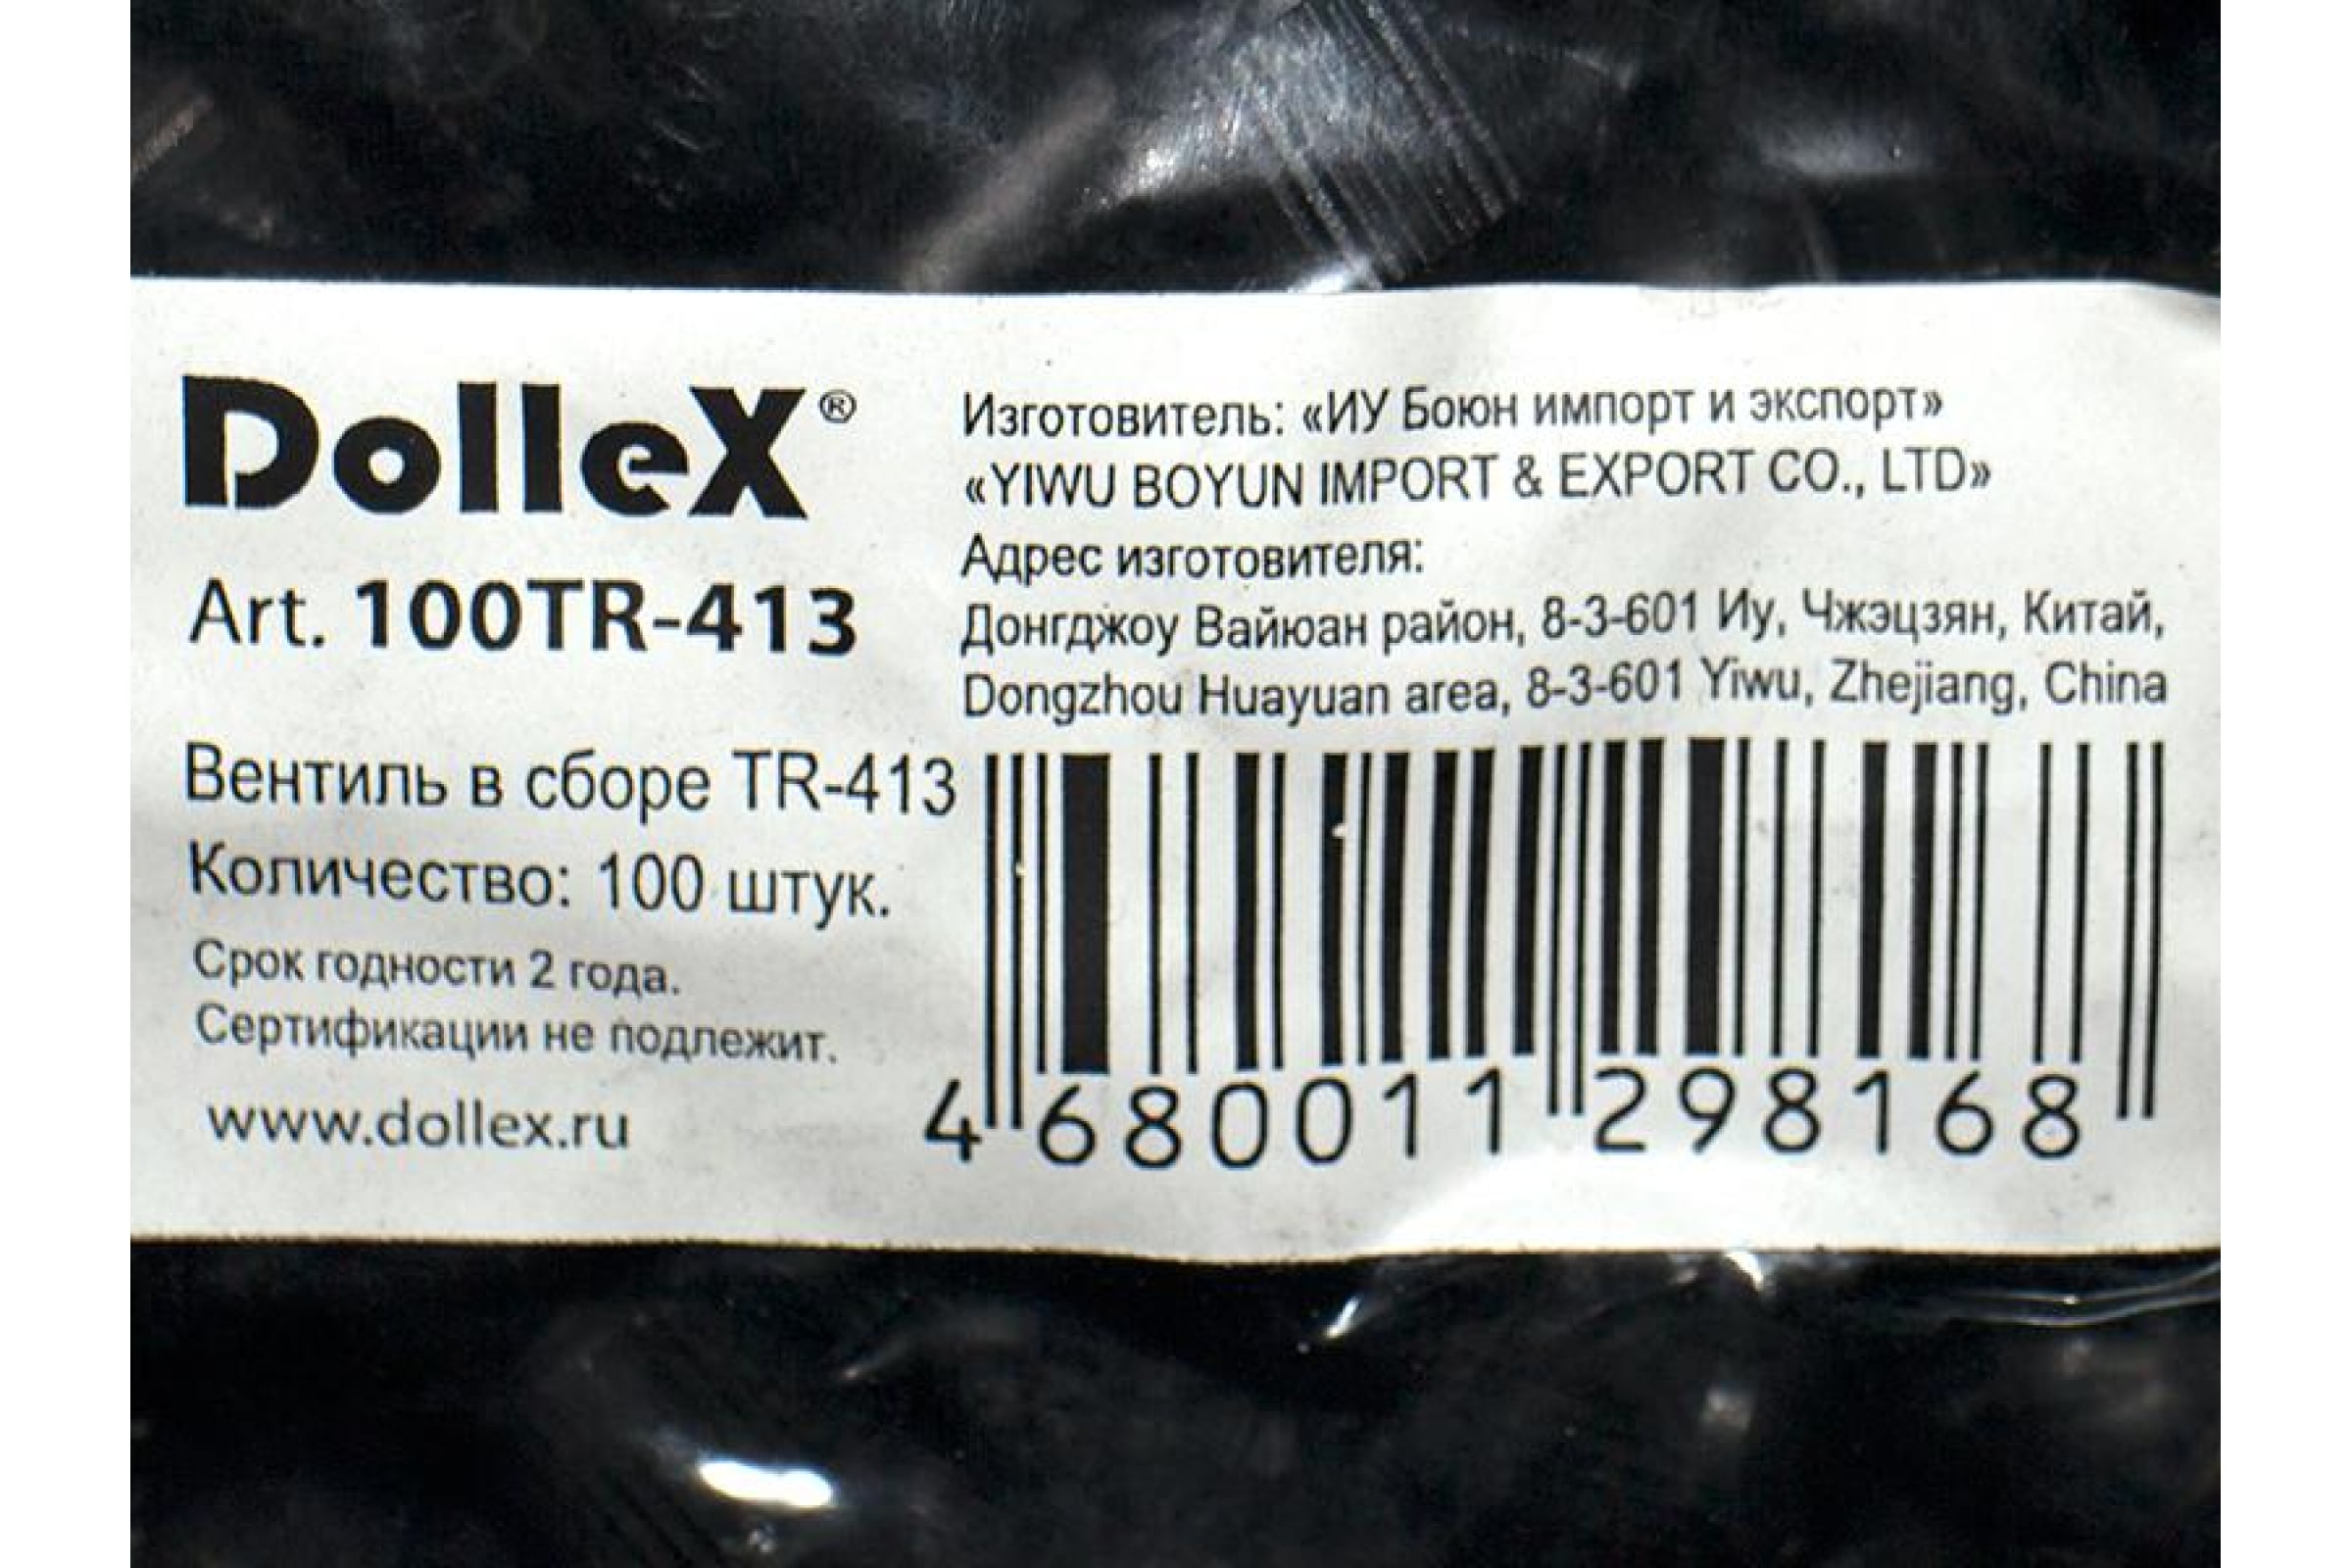 DolleX®
Art. 100TR-413
Вентиль в сборе TR-413
Количество: 100 штук.
Срок годности 2 года.
Сертификации не подлежит.
www.dollex.ru
Изготовитель: «ИУ Боюн импорт и экспорт»
«YIWU BOYUN IMPORT & EXPORT CO., LTD»
Адрес изготовителя:
Донгджоу Вайюан район, 8-3-601 Иу, Чжэцзян, Китай,
Dongzhou Huayuan area, 8-3-601 Yiwu, Zhejiang, China
4 680011 298168